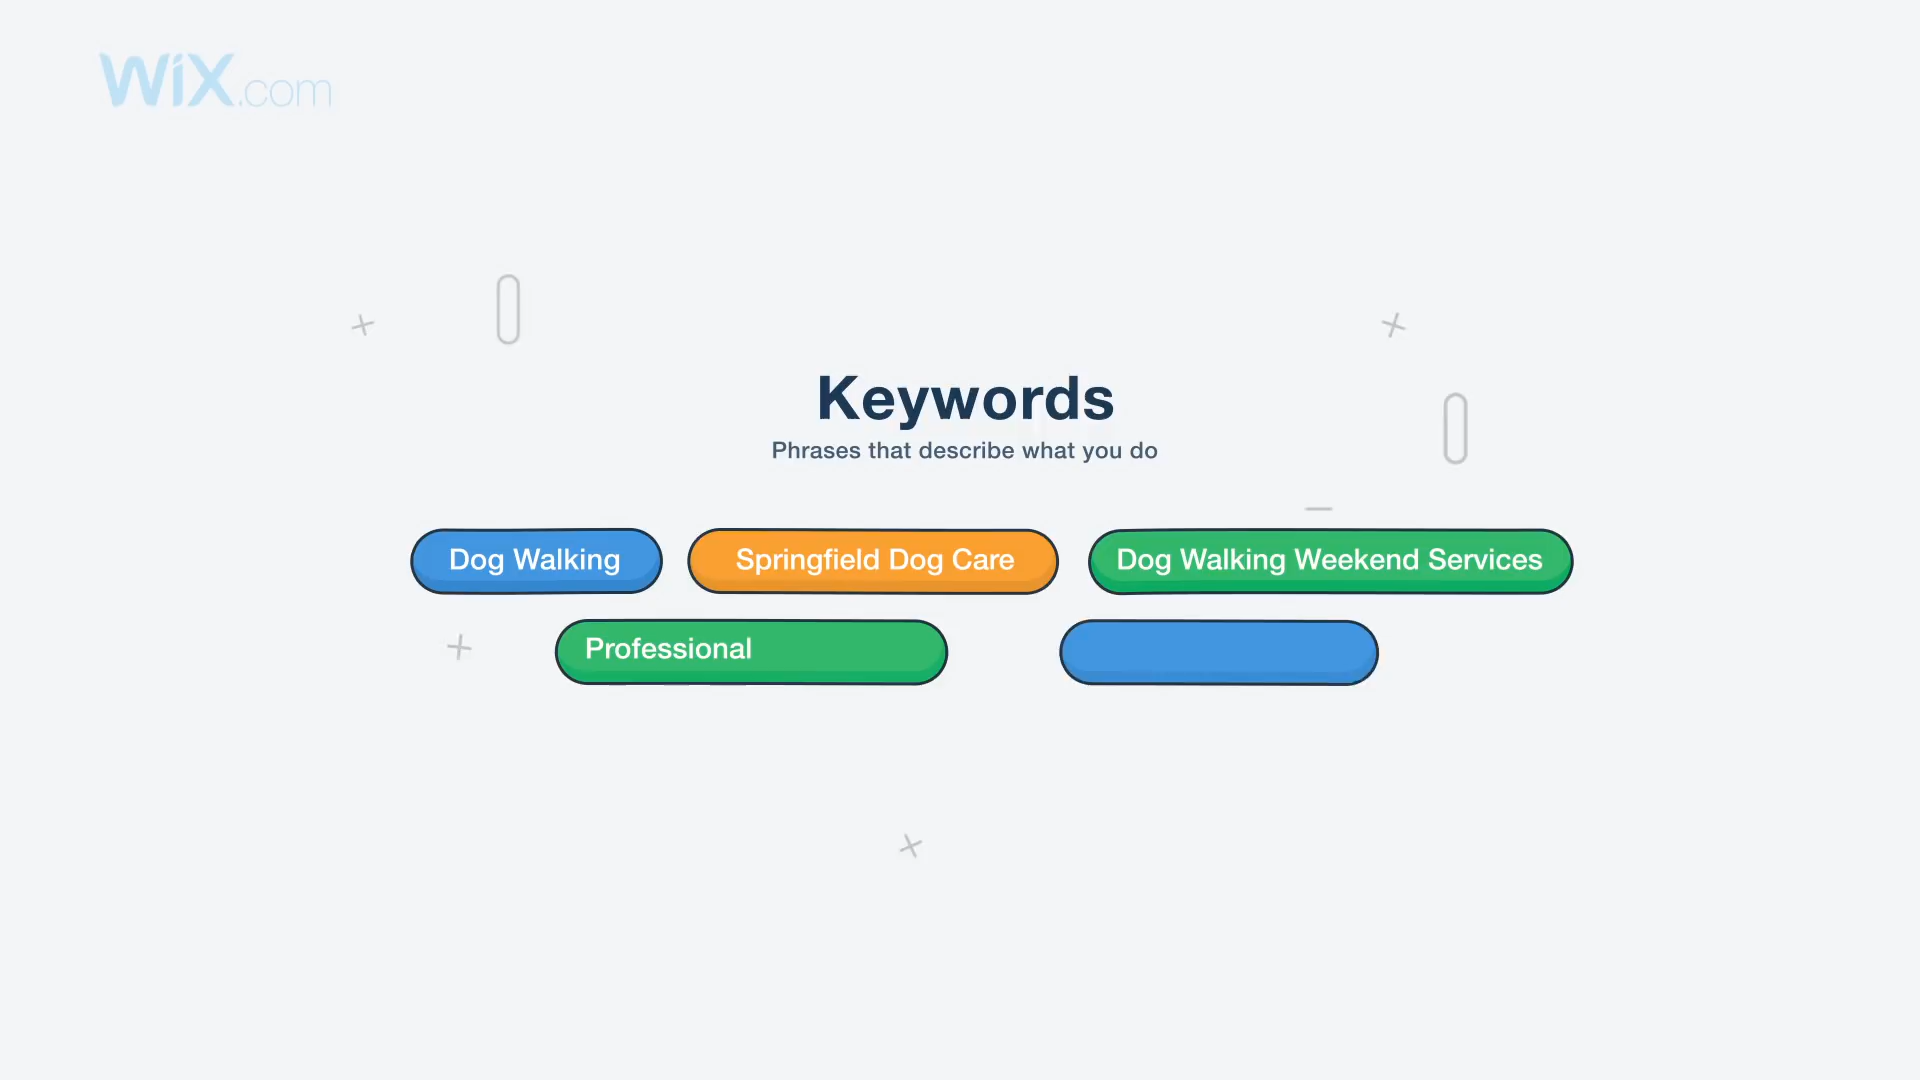 WiX.com
Keywords
Phrases that describe what you do
Dog Walking
Springfield Dog Care
Dog Walking Weekend Services
Professional